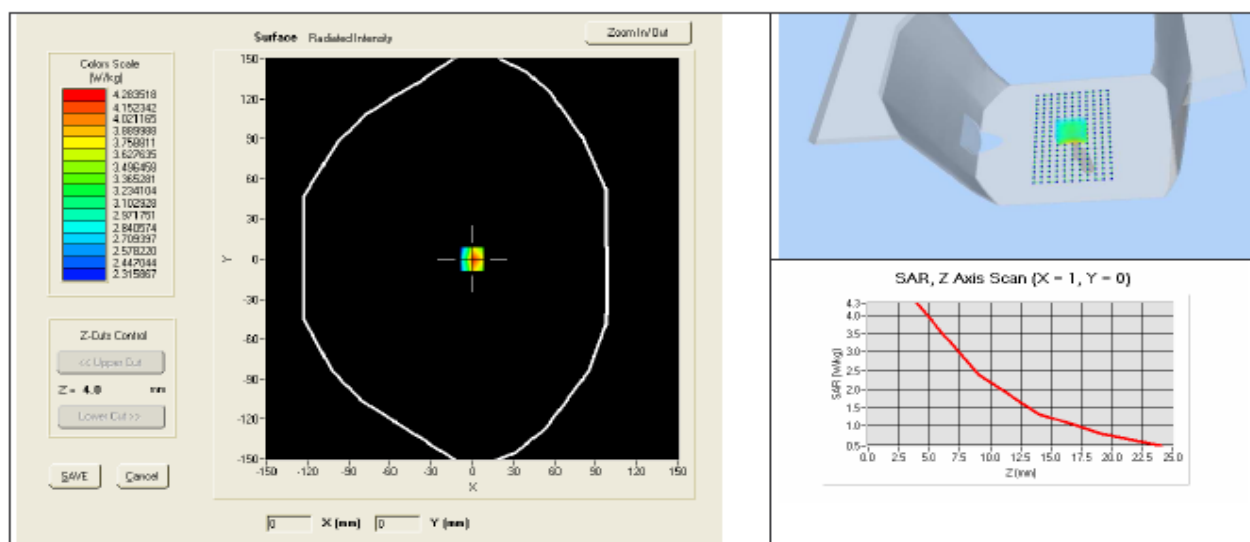 Surface Radiated Intensity
Zoom In/Out
Colors Scale
(W/kg)
4.283518
4.152342
4.021165
3.889988
3.758811
3.627635
3.496458
3.365281
3.234104
3.102928
2.971751
2.840574
2.709397
2.578220
2.447044
2.315867
Z-Cuts Control
<< Upper Cut
Z = 4.0 mm
Lower Cut >>
SAVE Cancel
150
120
90
60
30
0
-30
-60
-90
-120
-150
Y
-150 -120 -90 -60 -30 0 30 60 90 120 150
X
0 X (mm) 0 Y (mm)
SAR, Z Axis Scan (X = 1, Y = 0)
4.3
4.0
3.5
3.0
2.5
2.0
1.5
1.0
0.5
SAR (W/kg)
0.0 2.5 5.0 7.5 10.0 12.5 15.0 17.5 20.0 22.5 25.0
Z (mm)